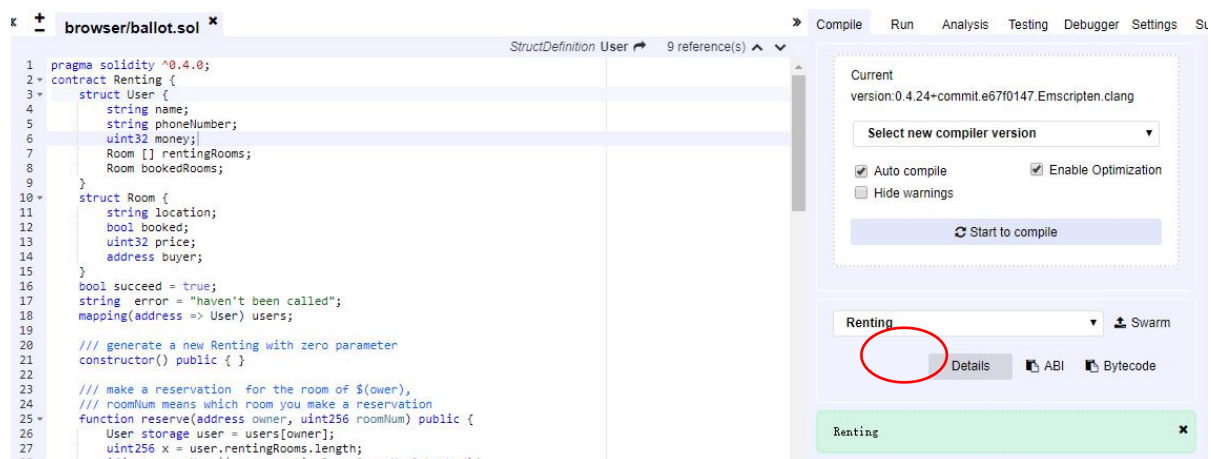 browser/ballot.sol
StructDefinition User 9 reference(s)
1 pragma solidity ^0.4.0;
2 contract Renting {
3 struct User {
4 string name;
5 string phoneNumber;
6 uint32 money;
7 Room [] rentingRooms;
8 Room bookedRooms;
9 }
10 struct Room {
11 string location;
12 bool booked;
13 uint32 price;
14 address buyer;
15 }
16 bool succeed = true;
17 string error = "haven't been called";
18 mapping(address => User) users;
19
20 /// generate a new Renting with zero parameter
21 constructor() public { }
22
23 /// make a reservation for the room of $(ower),
24 /// roomNum means which room you make a reservation
25 function reserve(address owner, uint256 roomNum) public {
26 User storage user = users[owner];
27 uint256 x = user.rentingRooms.length;
Compile Run Analysis Testing Debugger Settings Su
Current
version:0.4.24+commit.e67f0147.Emscripten.clang
Select new compiler version
Auto compile Enable Optimization
Hide warnings
Start to compile
Renting Swarm
Details ABI Bytecode
Renting